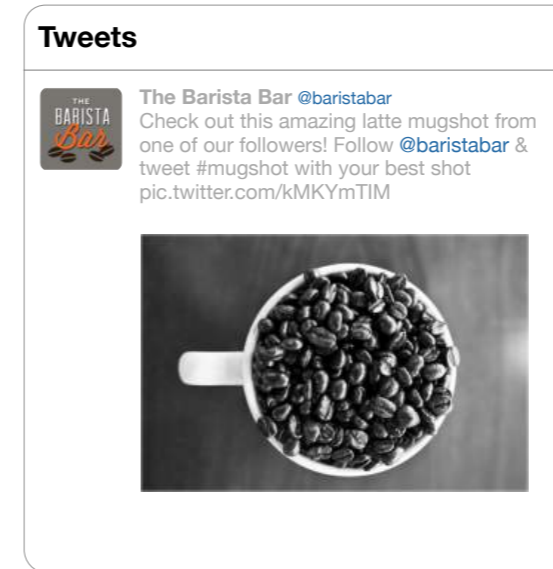 Tweets
THE
BARISTA
Bar
The Barista Bar @baristabar
Check out this amazing latte mugshot from
one of our followers! Follow @baristabar &
tweet #mugshot with your best shot
pic.twitter.com/kMKYmTIM